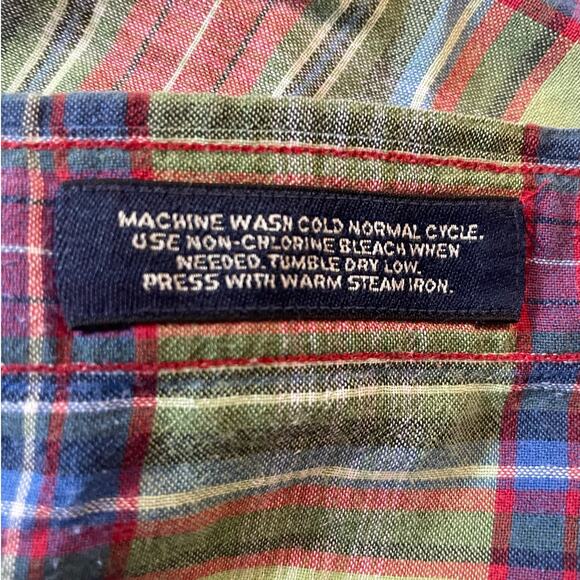 MACHINE WASH COLD NORMAL CYCLE.
USE NON-CHLORINE BLEACH WHEN
NEEDED. TUMBLE DRY LOW.
PRESS WITH WARM STEAM IRON.